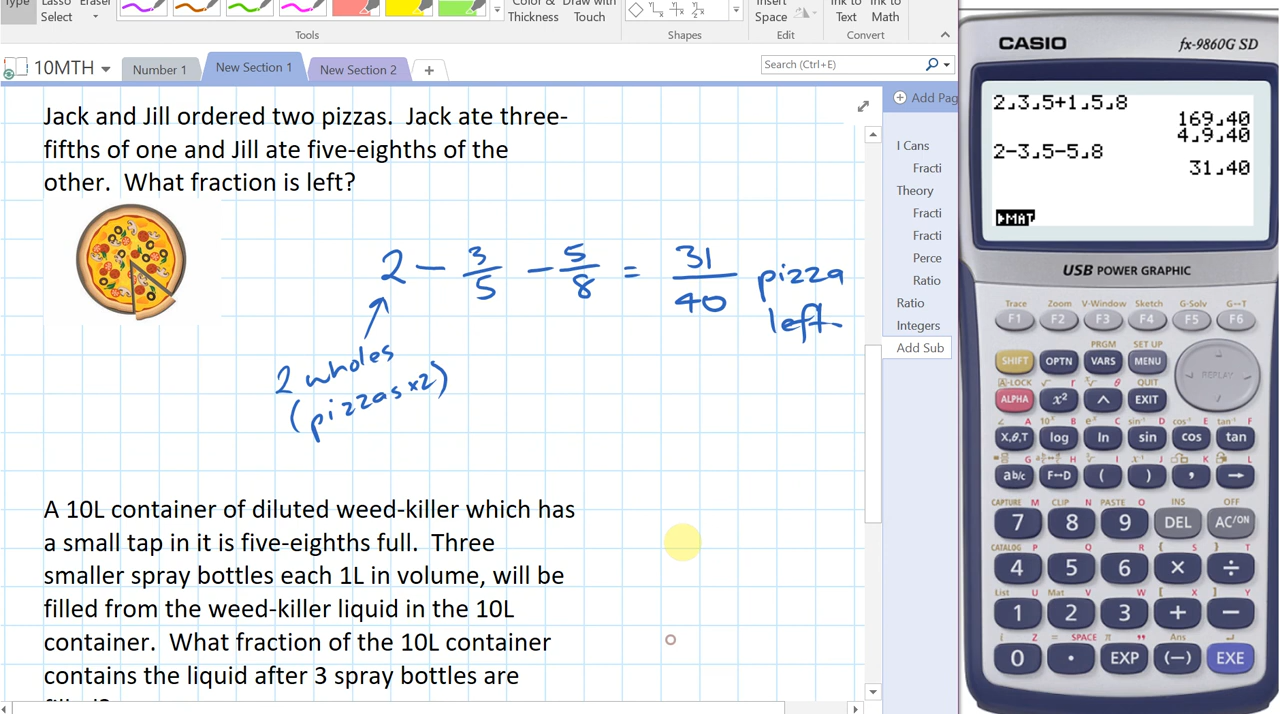 Type Lasso Eraser
Select
Color & Draw with
Thickness Touch
Insert
Space
Ink to Ink to
Text Math
Tools
Shapes
Edit
Convert
10MTH
Number 1
New Section 1
New Section 2
+
Search (Ctrl+E)
Add Pag
I Cans
Fracti
Theory
Fracti
Fracti
Perce
Ratio
Ratio
Integers
Add Sub
Jack and Jill ordered two pizzas. Jack ate three-
fifths of one and Jill ate five-eighths of the
other. What fraction is left?
2 - 3/5 - 5/8 = 31/40 pizza
left
2 wholes
(pizzas x2)
A 10L container of diluted weed-killer which has
a small tap in it is five-eighths full. Three
smaller spray bottles each 1L in volume, will be
filled from the weed-killer liquid in the 10L
container. What fraction of the 10L container
contains the liquid after 3 spray bottles are
CASIO fx-9860G SD
2⌟3⌟5+1⌟5⌟8
169⌟40
4⌟9⌟40
2-3⌟5-5⌟8
31⌟40
▶MAT
USB POWER GRAPHIC
Trace Zoom V-Window Sketch G-Solv G↔T
F1 F2 F3 F4 F5 F6
PRGM SET UP
SHIFT OPTN VARS MENU
REPLAY
A-LOCK √ r θ QUIT
ALPHA x² ^ EXIT
A 10ˣ B eˣ C sin⁻¹ D cos⁻¹ E tan⁻¹ F
X,θ,T log ln sin cos tan
G H I J K L
ab/c F↔D ( ) , →
CAPTURE M CLIP N PASTE O INS OFF
7 8 9 DEL AC/ON
CATALOG P Q R { S } T
4 5 6 × ÷
List U Mat V W [ X ] Y
1 2 3 + −
i Z = SPACE π " Ans
0 . EXP (−) EXE